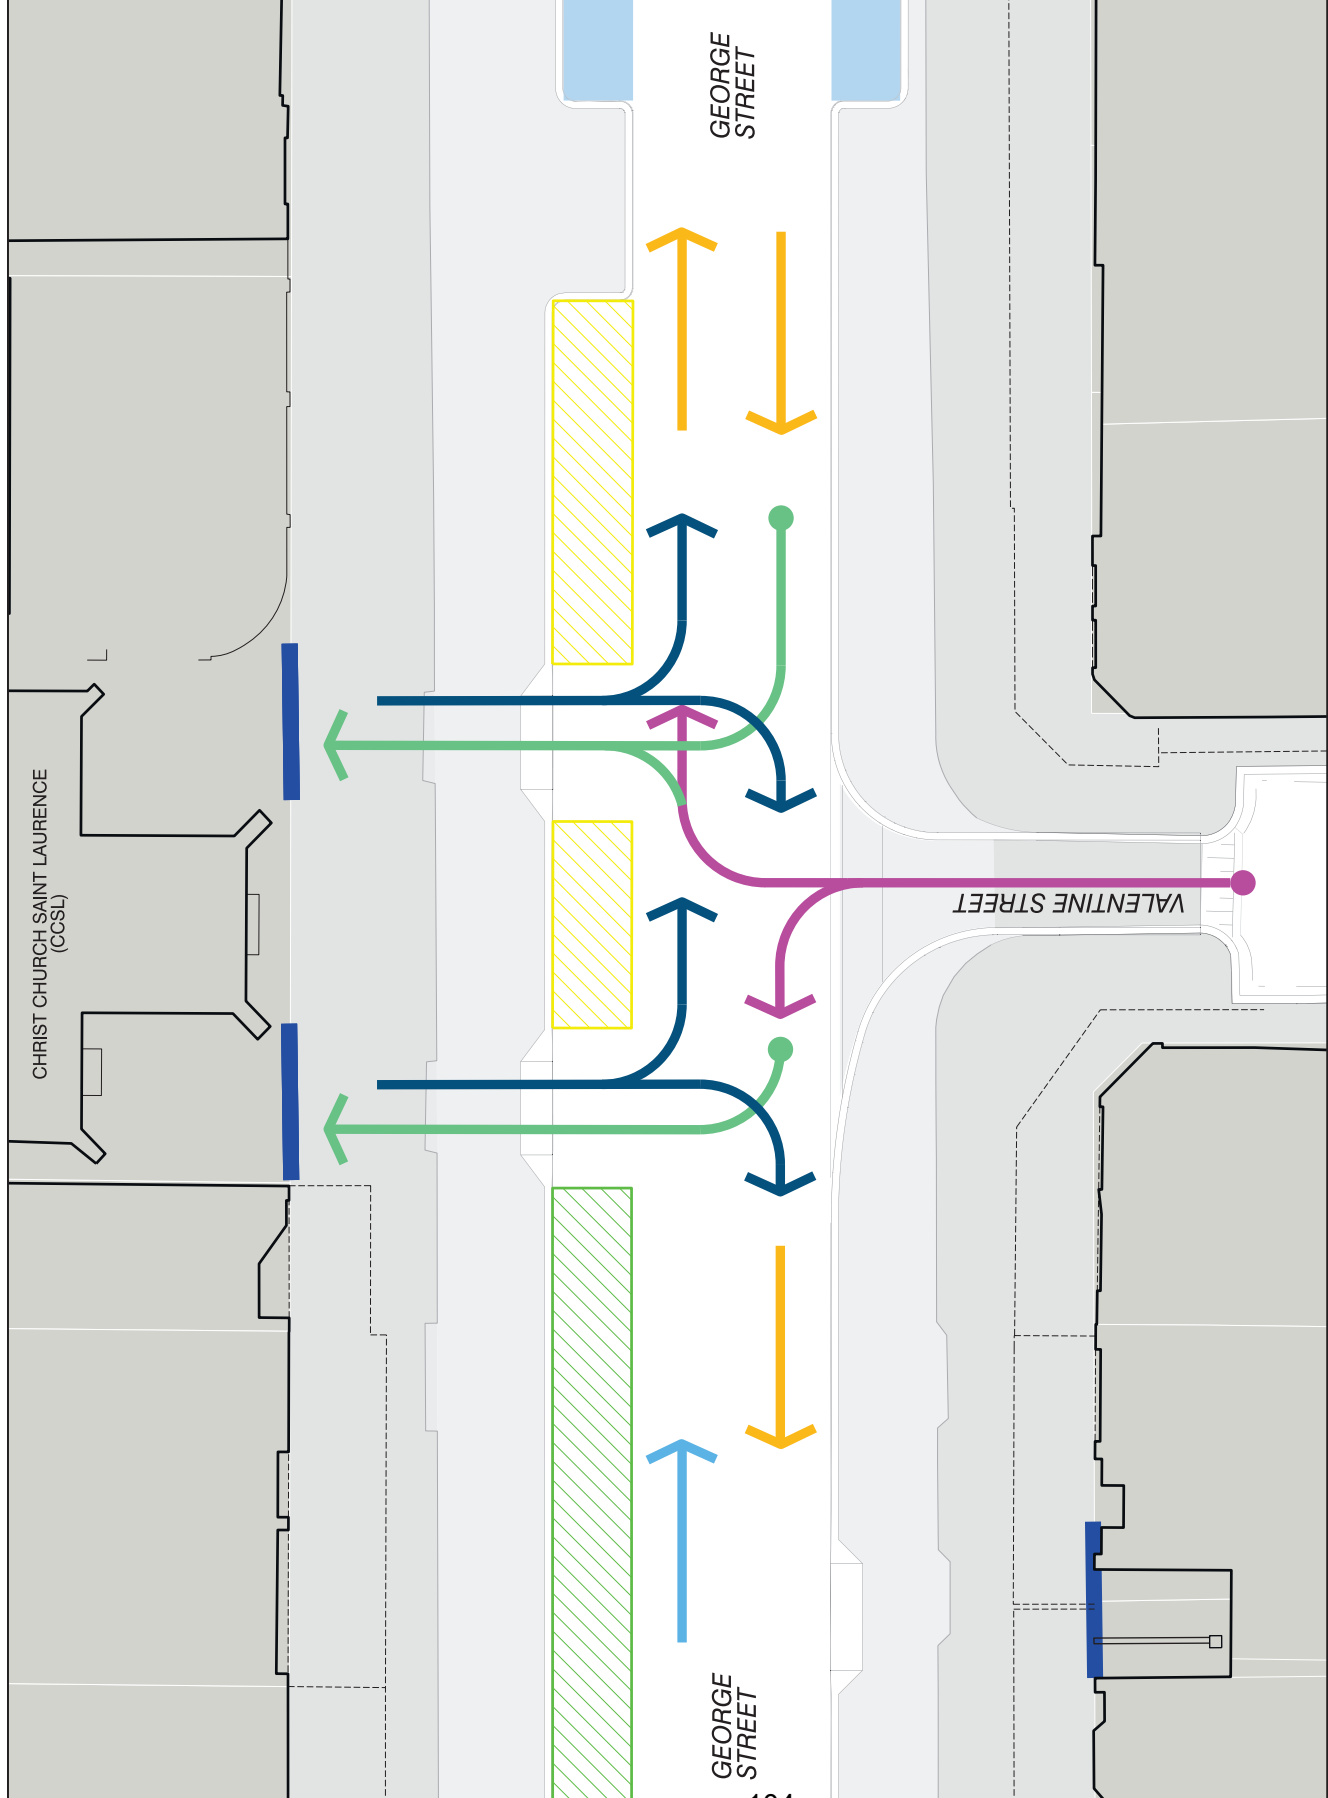 GEORGE
STREET
CHRIST CHURCH SAINT LAURENCE
(CCSL)
VALENTINE STREET
GEORGE
STREET